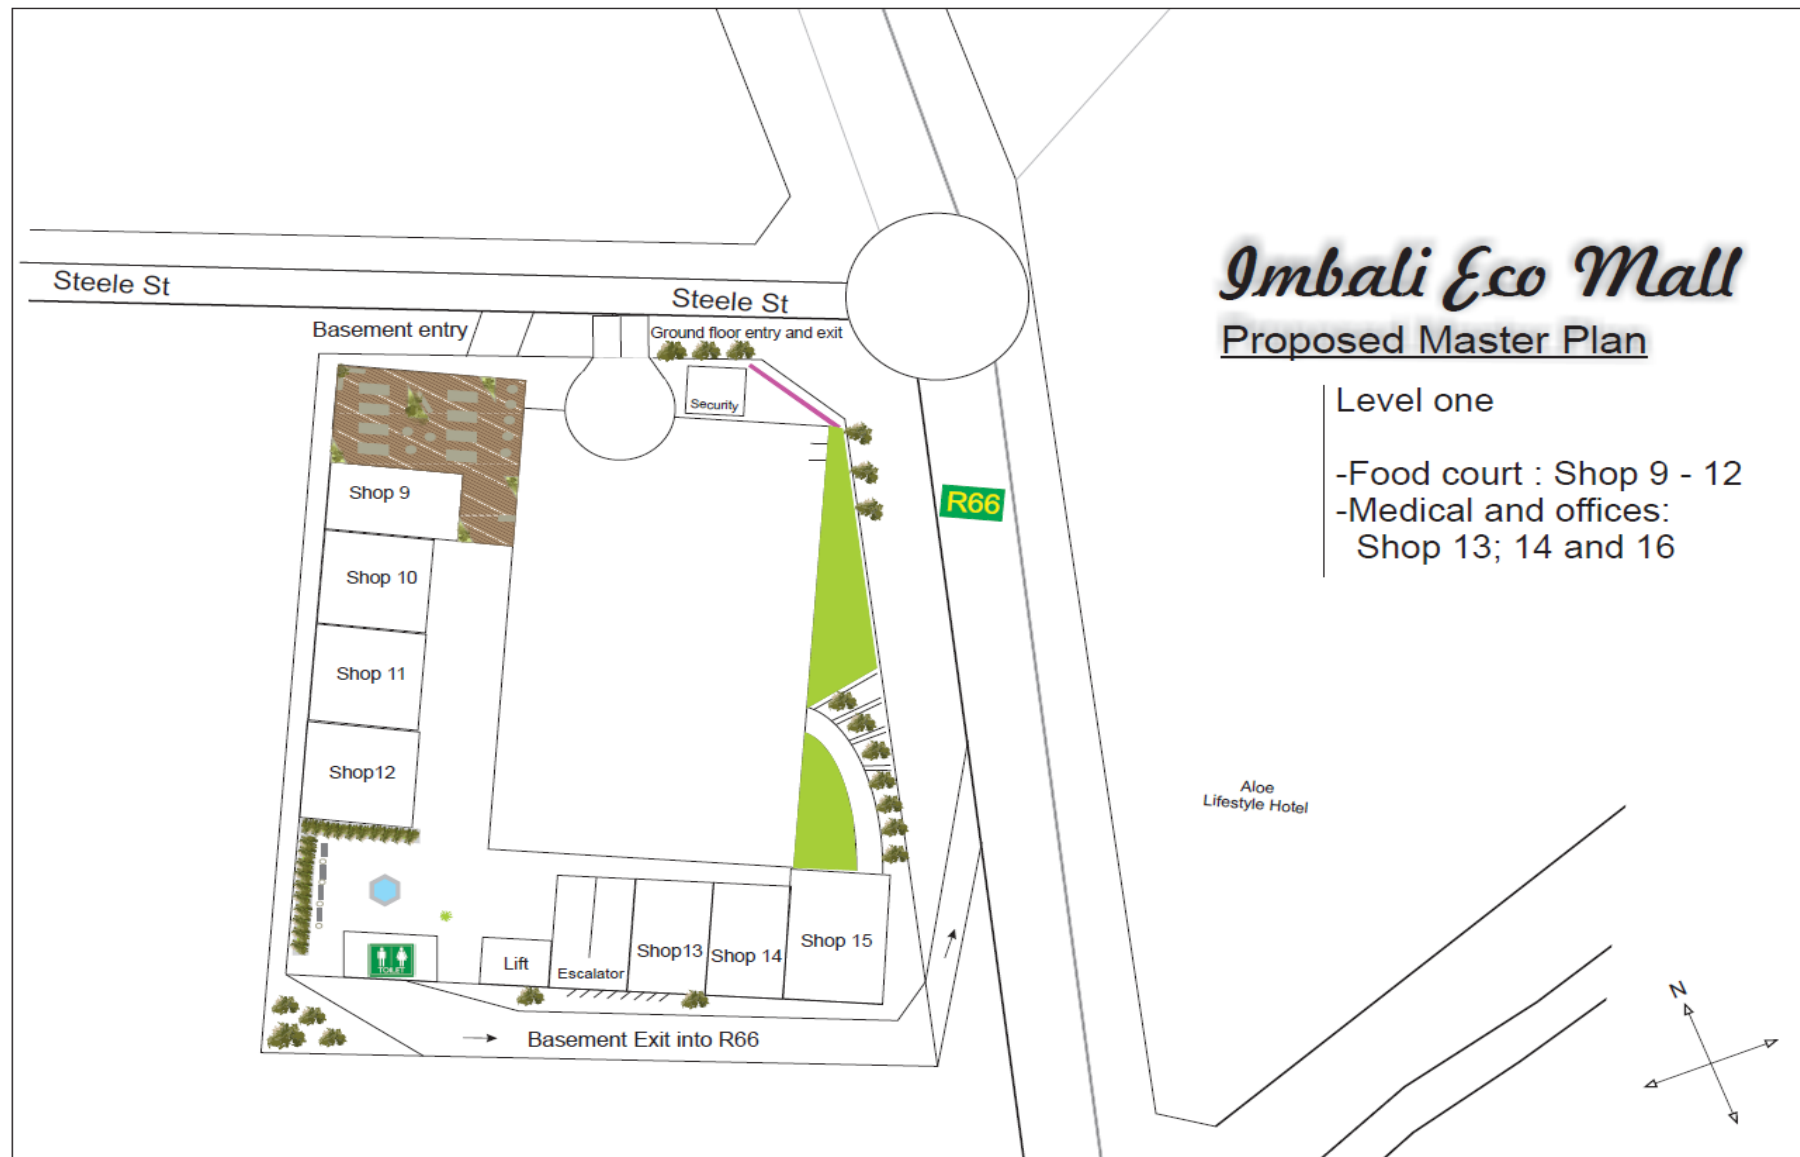 Imbali Eco Mall
Proposed Master Plan
Level one
-Food court : Shop 9 - 12
-Medical and offices:
Shop 13; 14 and 16
Steele St
Steele St
Basement entry
Ground floor entry and exit
Security
R66
Shop 9
Shop 10
Shop 11
Shop12
TOILET
Lift
Escalator
Shop13
Shop 14
Shop 15
Basement Exit into R66
Aloe
Lifestyle Hotel
N